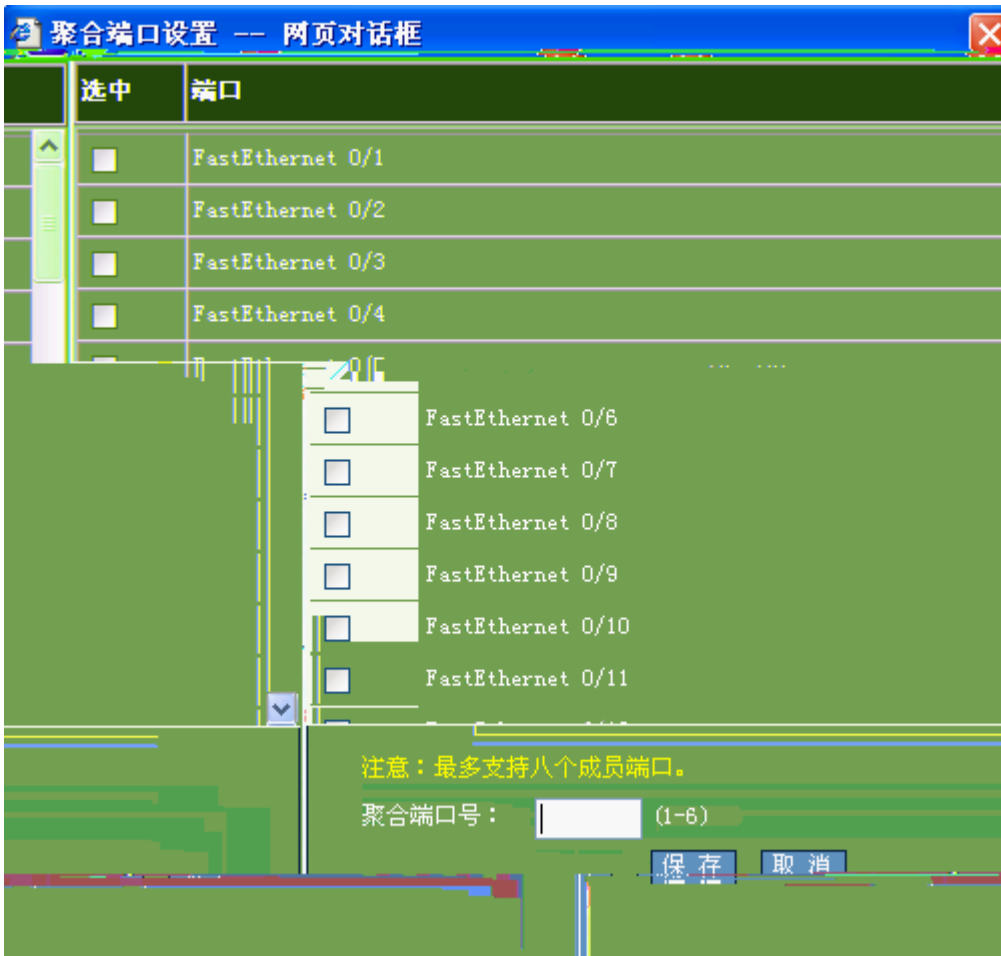 聚合端口设置 -- 网页对话框
选中 端口
FastEthernet 0/1
FastEthernet 0/2
FastEthernet 0/3
FastEthernet 0/4
FastEthernet 0/6
FastEthernet 0/7
FastEthernet 0/8
FastEthernet 0/9
FastEthernet 0/10
FastEthernet 0/11
注意：最多支持八个成员端口。
聚合端口号： (1-6)
保存 取消